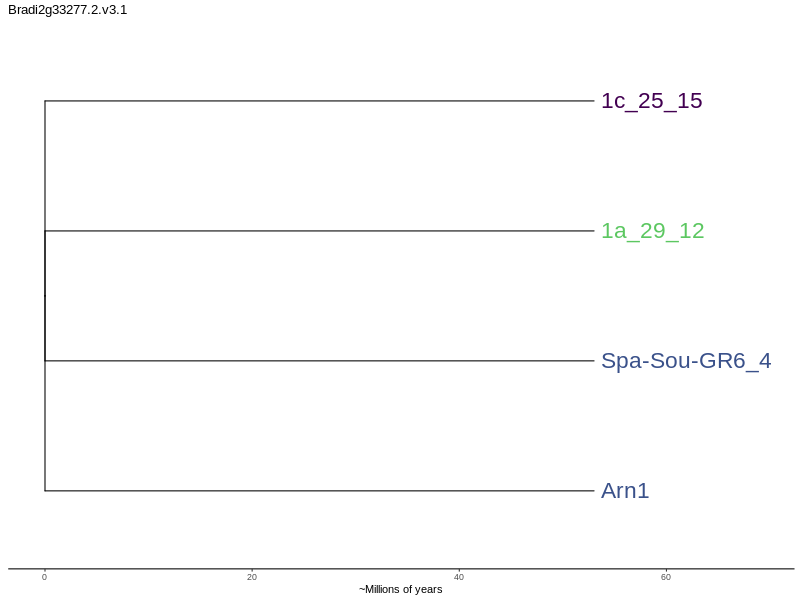 Bradi2g33277.2.v3.1
1c_25_15
1a_29_12
Spa-Sou-GR6_4
Arn1
0 20 40 60
~Millions of years